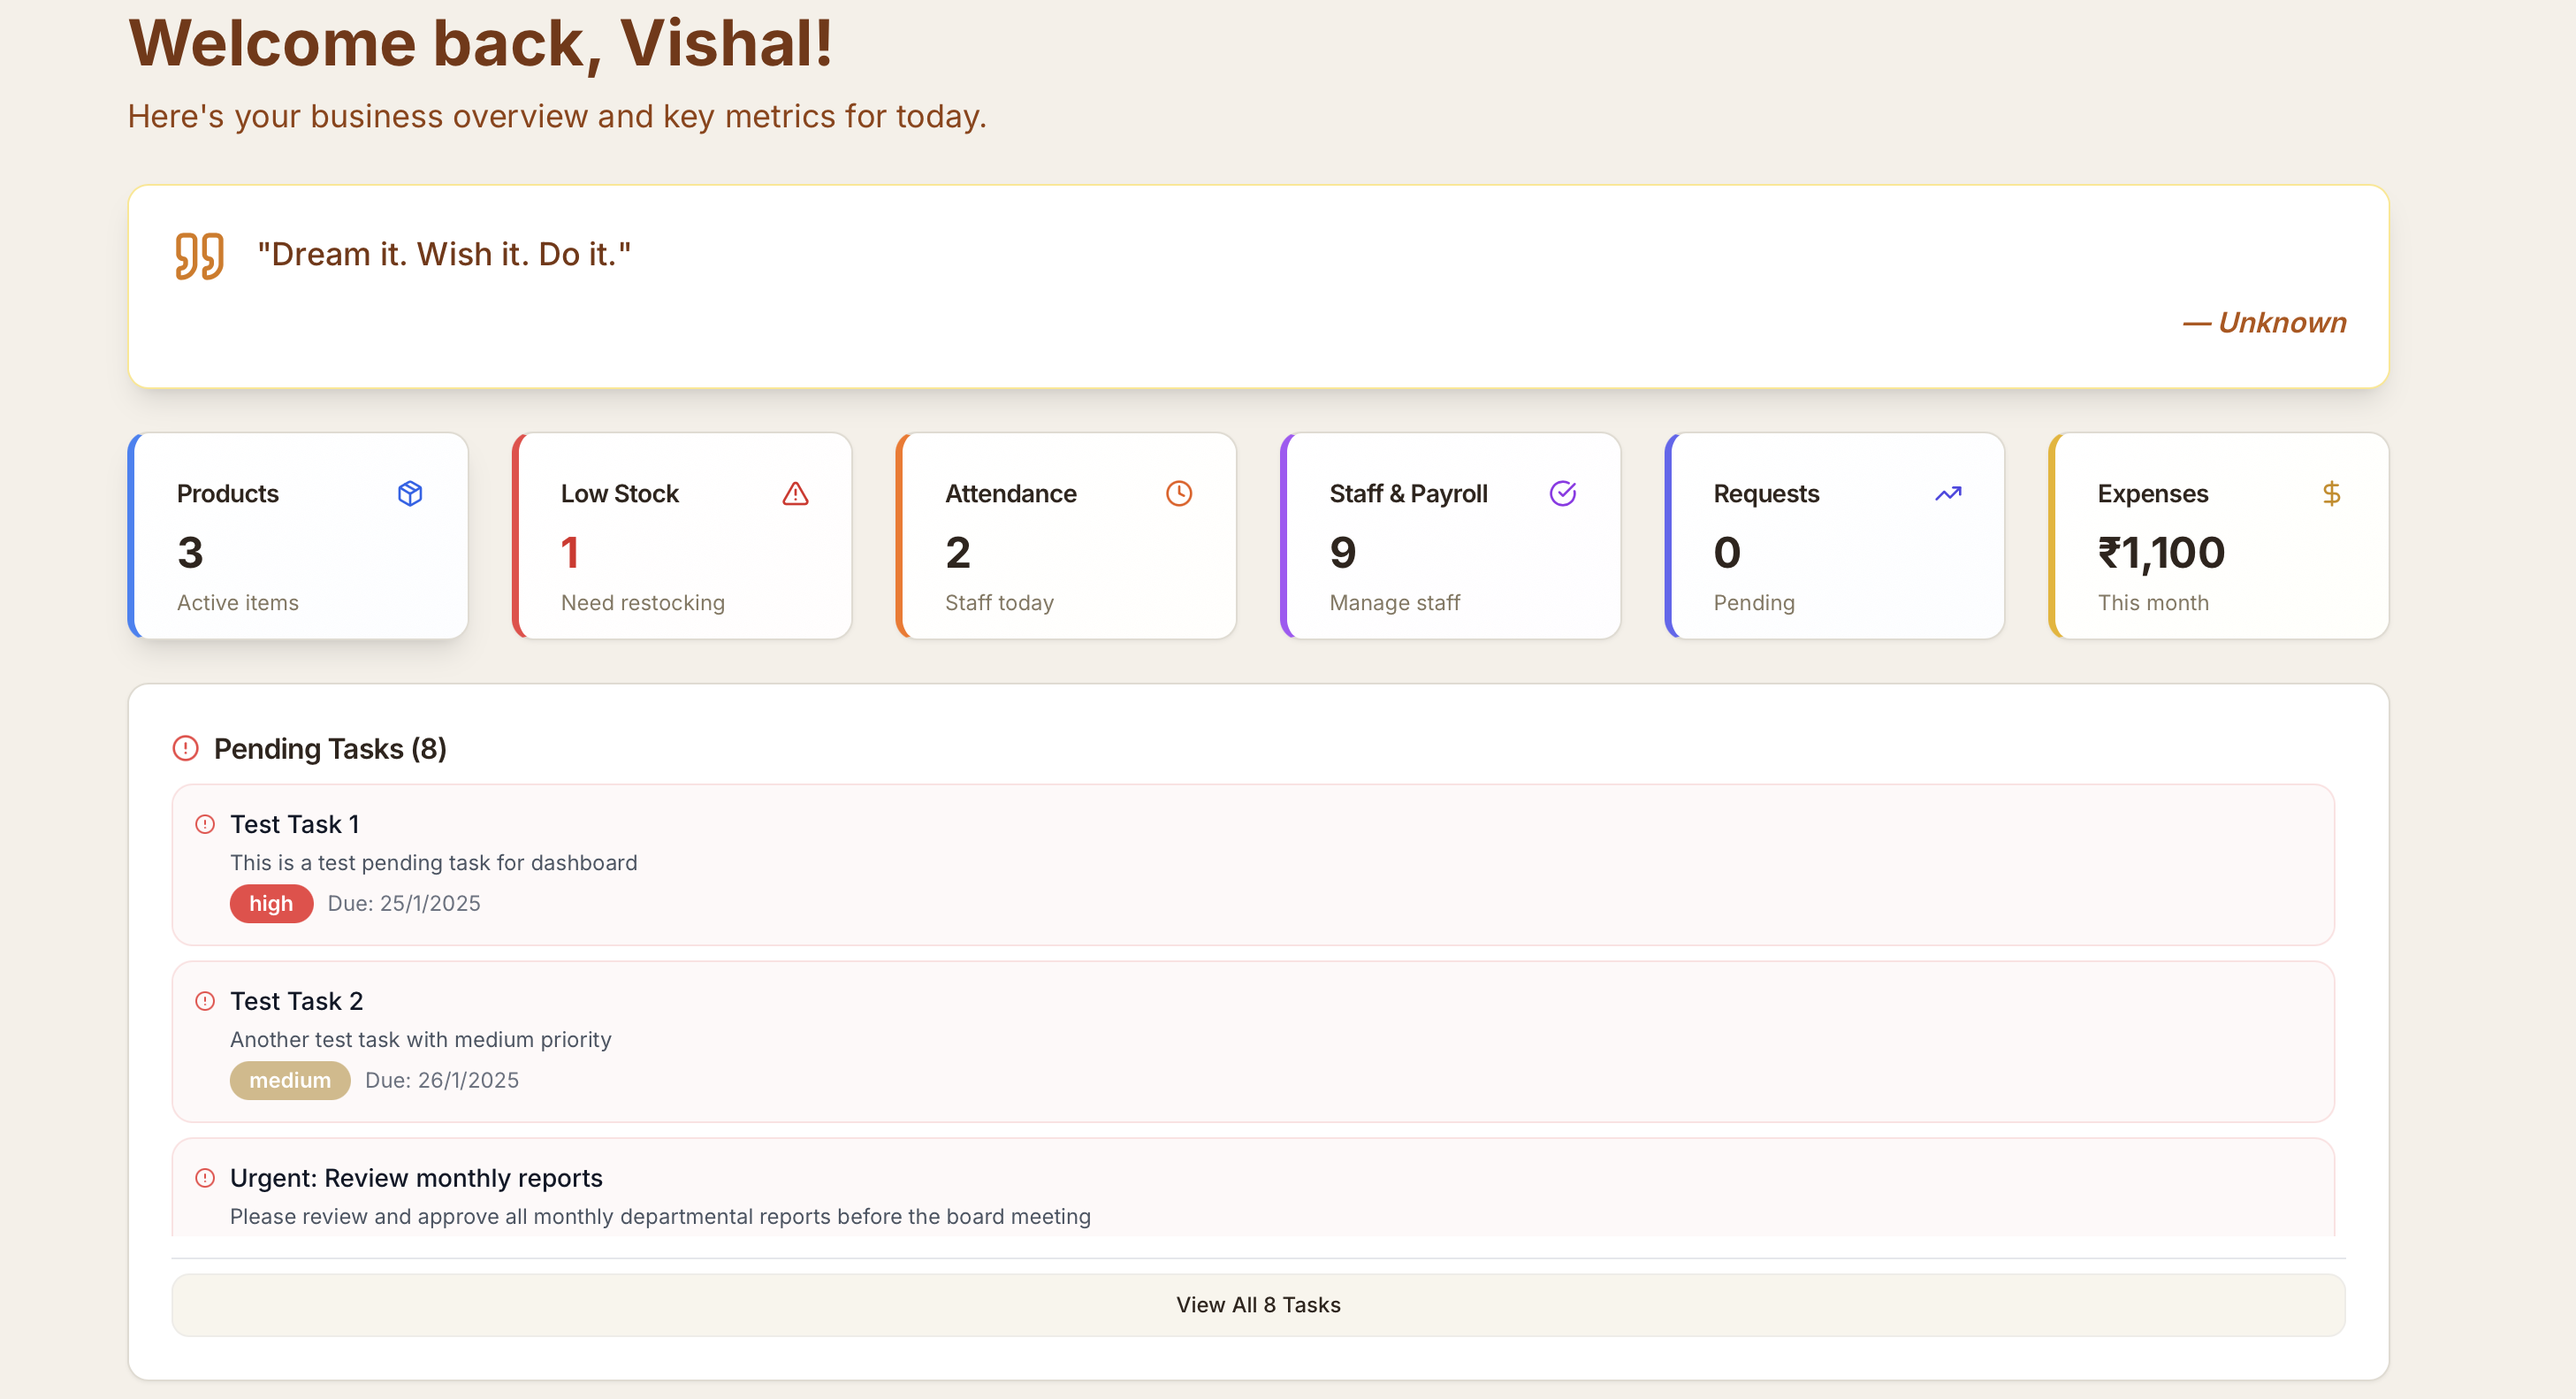 Welcome back, Vishal!
Here's your business overview and key metrics for today.
"Dream it. Wish it. Do it."
— Unknown
Products
3
Active items
Low Stock
1
Need restocking
Attendance
2
Staff today
Staff & Payroll
9
Manage staff
Requests
0
Pending
Expenses
₹1,100
This month
Pending Tasks (8)
Test Task 1
This is a test pending task for dashboard
high Due: 25/1/2025
Test Task 2
Another test task with medium priority
medium Due: 26/1/2025
Urgent: Review monthly reports
Please review and approve all monthly departmental reports before the board meeting
View All 8 Tasks